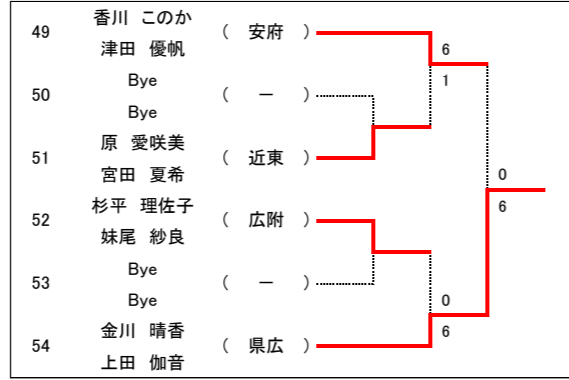 香川 このか
49 ( 安府 )
津田 優帆
6
1
Bye
50 ( ー )
Bye
原 愛咲美
51 ( 近東 )
宮田 夏希
0
6
杉平 理佐子
52 ( 広附 )
妹尾 紗良
Bye
53 ( ー )
Bye
0
6
金川 晴香
54 ( 県広 )
上田 伽音